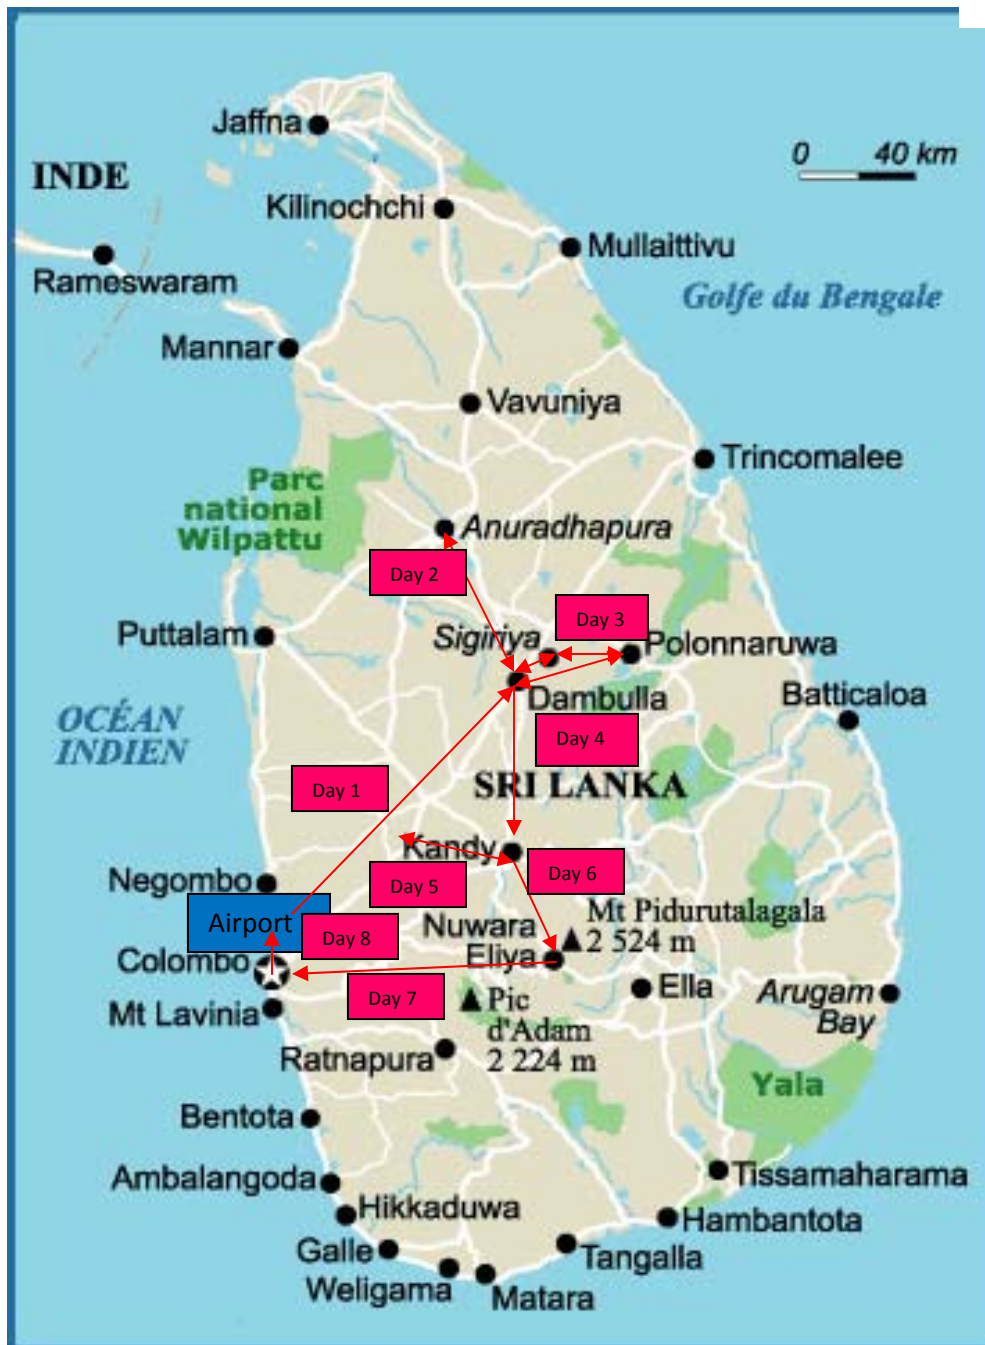 Jaffna
INDE
0 40 km
Kilinochchi
Mullaittivu
Rameswaram
Golfe du Bengale
Mannar
Vavuniya
Trincomalee
Parc
national
Wilpattu
Anuradhapura
Day 2
Day 3
Puttalam
Sigiriya
Polonnaruwa
Dambulla
Batticaloa
OCÉAN
INDIEN
Day 4
Day 1
SRI LANKA
Kandy
Negombo
Day 5
Day 6
Airport
Day 8
Nuwara
Eliya
Mt Pidurutalagala
2 524 m
Colombo
Day 7
Ella
Arugam
Bay
Mt Lavinia
Pic
d'Adam
2 224 m
Ratnapura
Yala
Bentota
Ambalangoda
Tissamaharama
Hikkaduwa
Hambantota
Galle
Tangalla
Weligama
Matara